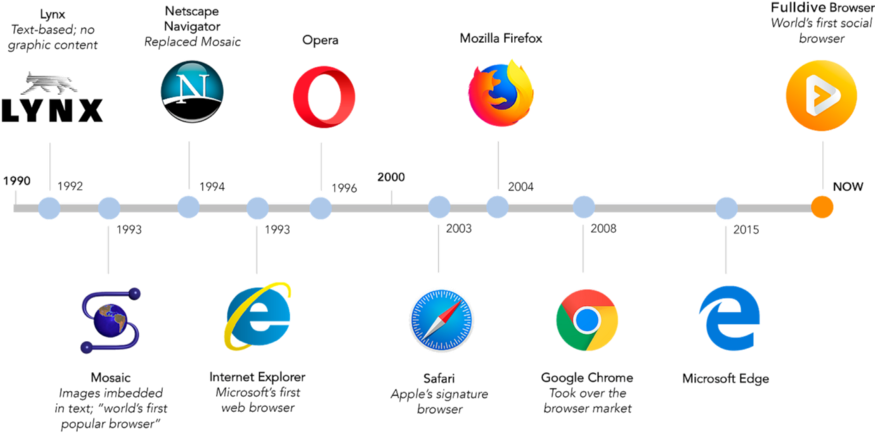 Lynx
Text-based; no
graphic content
LYNX
Netscape
Navigator
Replaced Mosaic
N
Opera
Mozilla Firefox
Fulldive Browser
World's first social
browser
1990
1992
1994
1996
2000
2004
NOW
1993
1993
2003
2008
2015
Mosaic
Images imbedded
in text; "world's first
popular browser"
Internet Explorer
Microsoft's first
web browser
Safari
Apple's signature
browser
Google Chrome
Took over the
browser market
Microsoft Edge